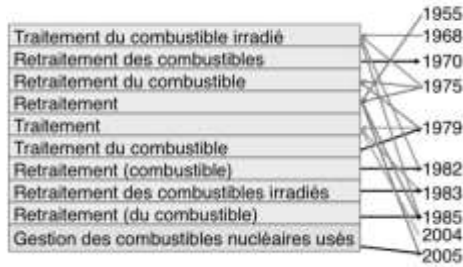 Traitement du combustible irradié
Retraitement des combustibles
Retraitement du combustible
Retraitement
Traitement
Traitement du combustible
Retraitement (combustible)
Retraitement des combustibles irradiés
Retraitement (du combustible)
Gestion des combustibles nucléaires usés
1955
1968
1970
1975
1979
1982
1983
1985
2004
2005